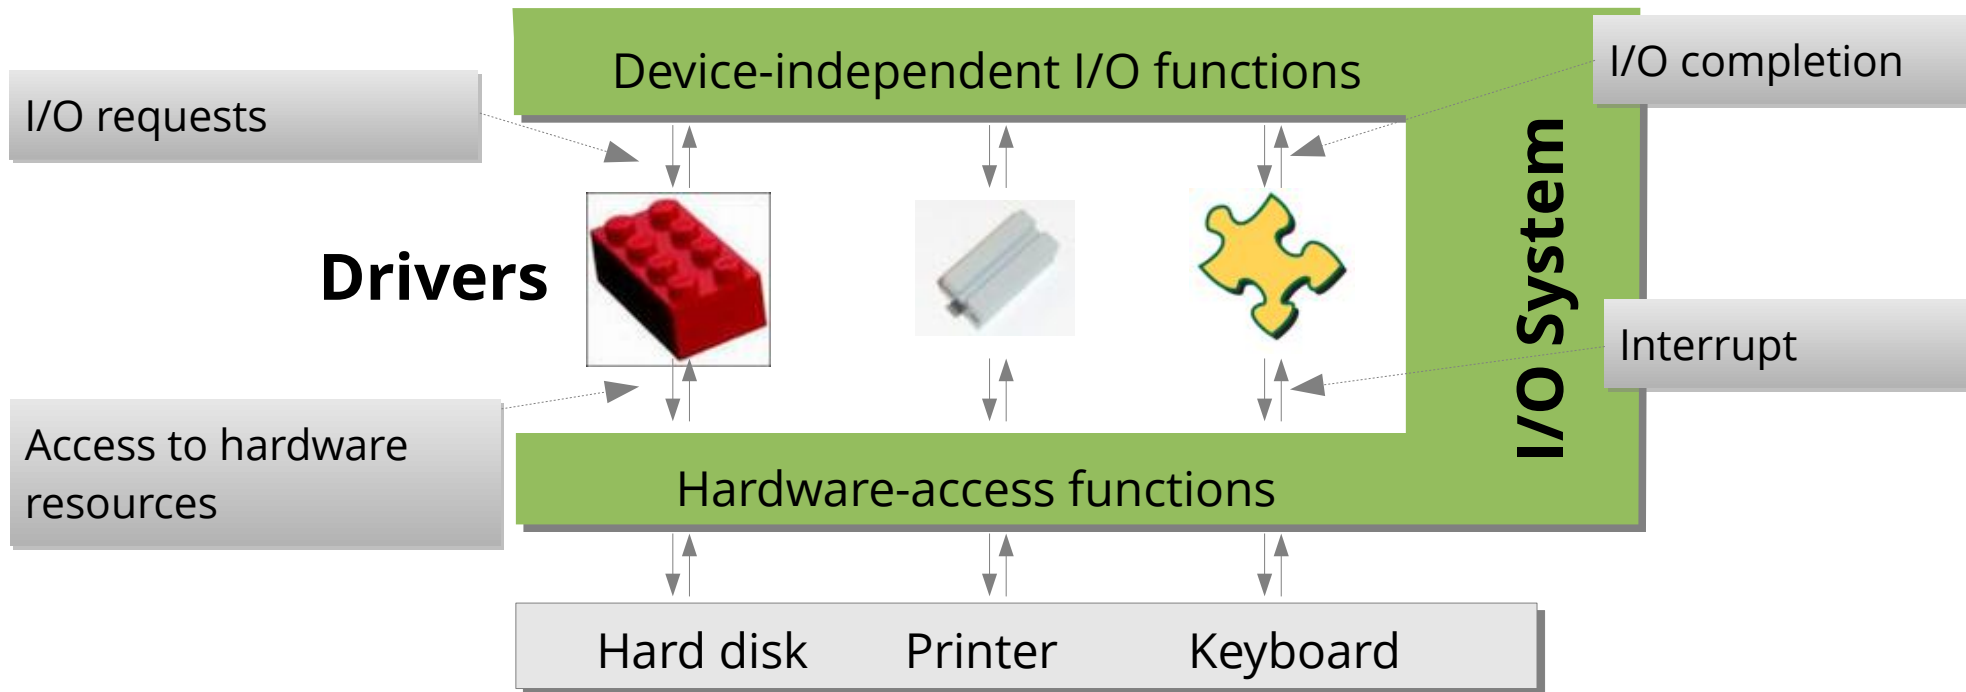 Device-independent I/O functions
I/O completion
I/O requests
Drivers
I/O System
Interrupt
Access to hardware
resources
Hardware-access functions
Hard disk
Printer
Keyboard